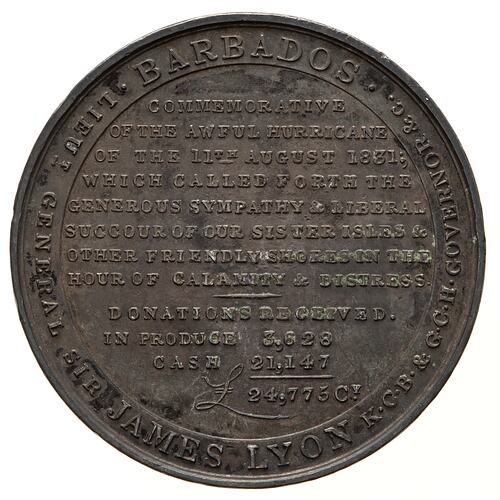 BARBADOS.
LIEUT GENERAL SIR JAMES LYON K.C.B. & G.C.H. GOVERNOR &c.
COMMEMORATIVE
OF THE AWFUL HURRICANE
OF THE 11TH AUGUST 1831,
WHICH CALLED FORTH THE
GENEROUS SYMPATHY & LIBERAL
SUCCOUR OF OUR SISTER ISLES &
OTHER FRIENDLY SHORES IN THE
HOUR OF CALAMITY & DISTRESS
DONATIONS RECEIVED.
IN PRODUCE 3,628
CASH 21,147
£ 24,775 CY